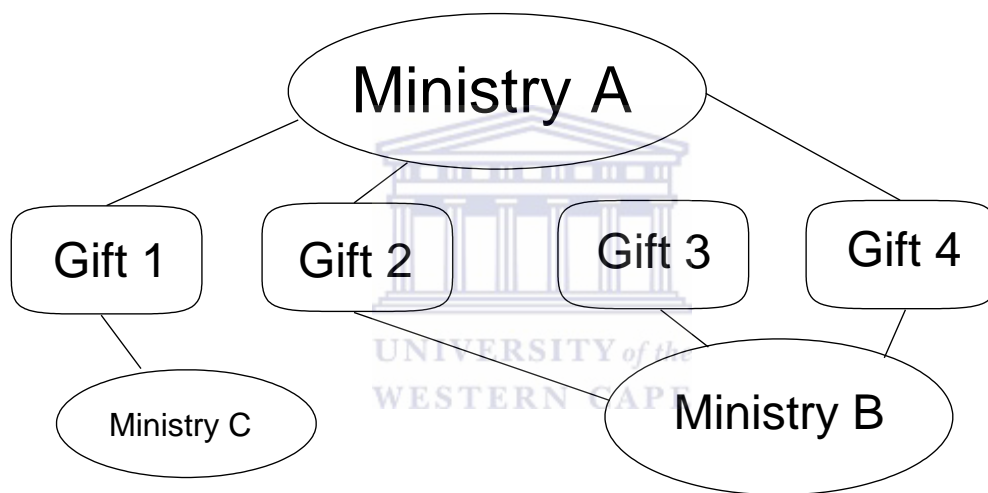 Ministry A
Gift 1
Gift 2
Gift 3
Gift 4
UNIVERSITY of the
WESTERN CAPE
Ministry C
Ministry B